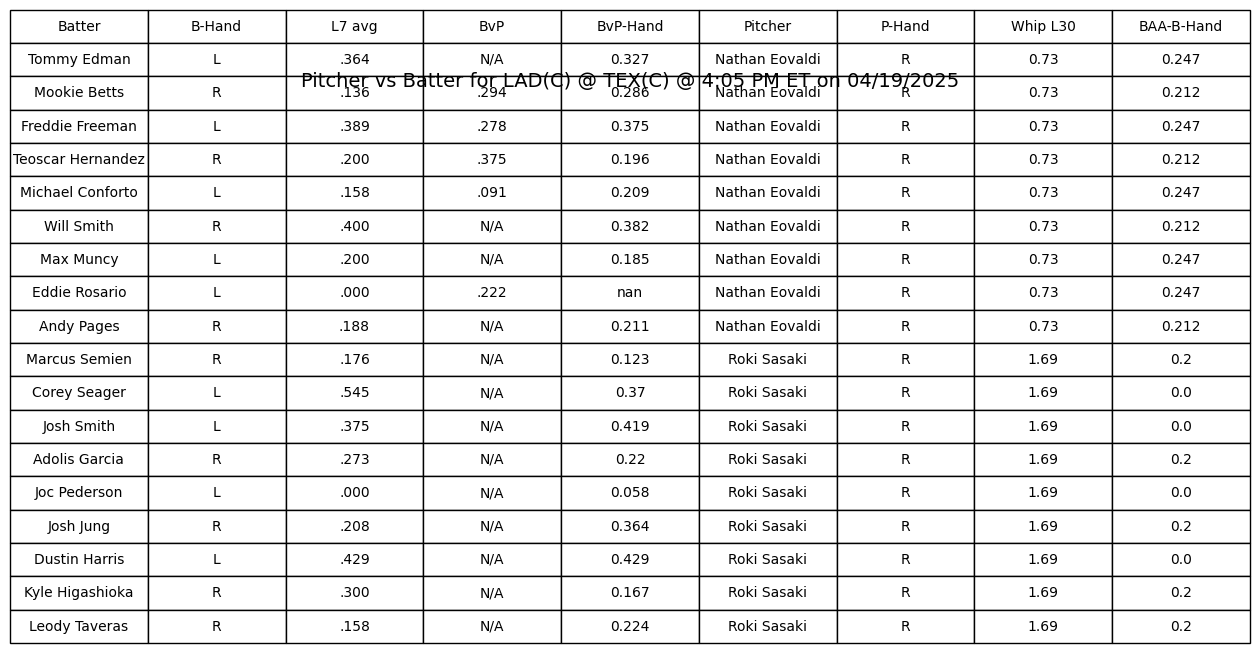 Batter B-Hand L7 avg BvP BvP-Hand Pitcher P-Hand Whip L30 BAA-B-Hand
Tommy Edman L .364 N/A 0.327 Nathan Eovaldi R 0.73 0.247
Pitcher vs Batter for LAD(C) @ TEX(C) @ 4:05 PM ET on 04/19/2025
Mookie Betts R .136 .294 0.286 Nathan Eovaldi R 0.73 0.212
Freddie Freeman L .389 .278 0.375 Nathan Eovaldi R 0.73 0.247
Teoscar Hernandez R .200 .375 0.196 Nathan Eovaldi R 0.73 0.212
Michael Conforto L .158 .091 0.209 Nathan Eovaldi R 0.73 0.247
Will Smith R .400 N/A 0.382 Nathan Eovaldi R 0.73 0.212
Max Muncy L .200 N/A 0.185 Nathan Eovaldi R 0.73 0.247
Eddie Rosario L .000 .222 nan Nathan Eovaldi R 0.73 0.247
Andy Pages R .188 N/A 0.211 Nathan Eovaldi R 0.73 0.212
Marcus Semien R .176 N/A 0.123 Roki Sasaki R 1.69 0.2
Corey Seager L .545 N/A 0.37 Roki Sasaki R 1.69 0.0
Josh Smith L .375 N/A 0.419 Roki Sasaki R 1.69 0.0
Adolis Garcia R .273 N/A 0.22 Roki Sasaki R 1.69 0.2
Joc Pederson L .000 N/A 0.058 Roki Sasaki R 1.69 0.0
Josh Jung R .208 N/A 0.364 Roki Sasaki R 1.69 0.2
Dustin Harris L .429 N/A 0.429 Roki Sasaki R 1.69 0.0
Kyle Higashioka R .300 N/A 0.167 Roki Sasaki R 1.69 0.2
Leody Taveras R .158 N/A 0.224 Roki Sasaki R 1.69 0.2